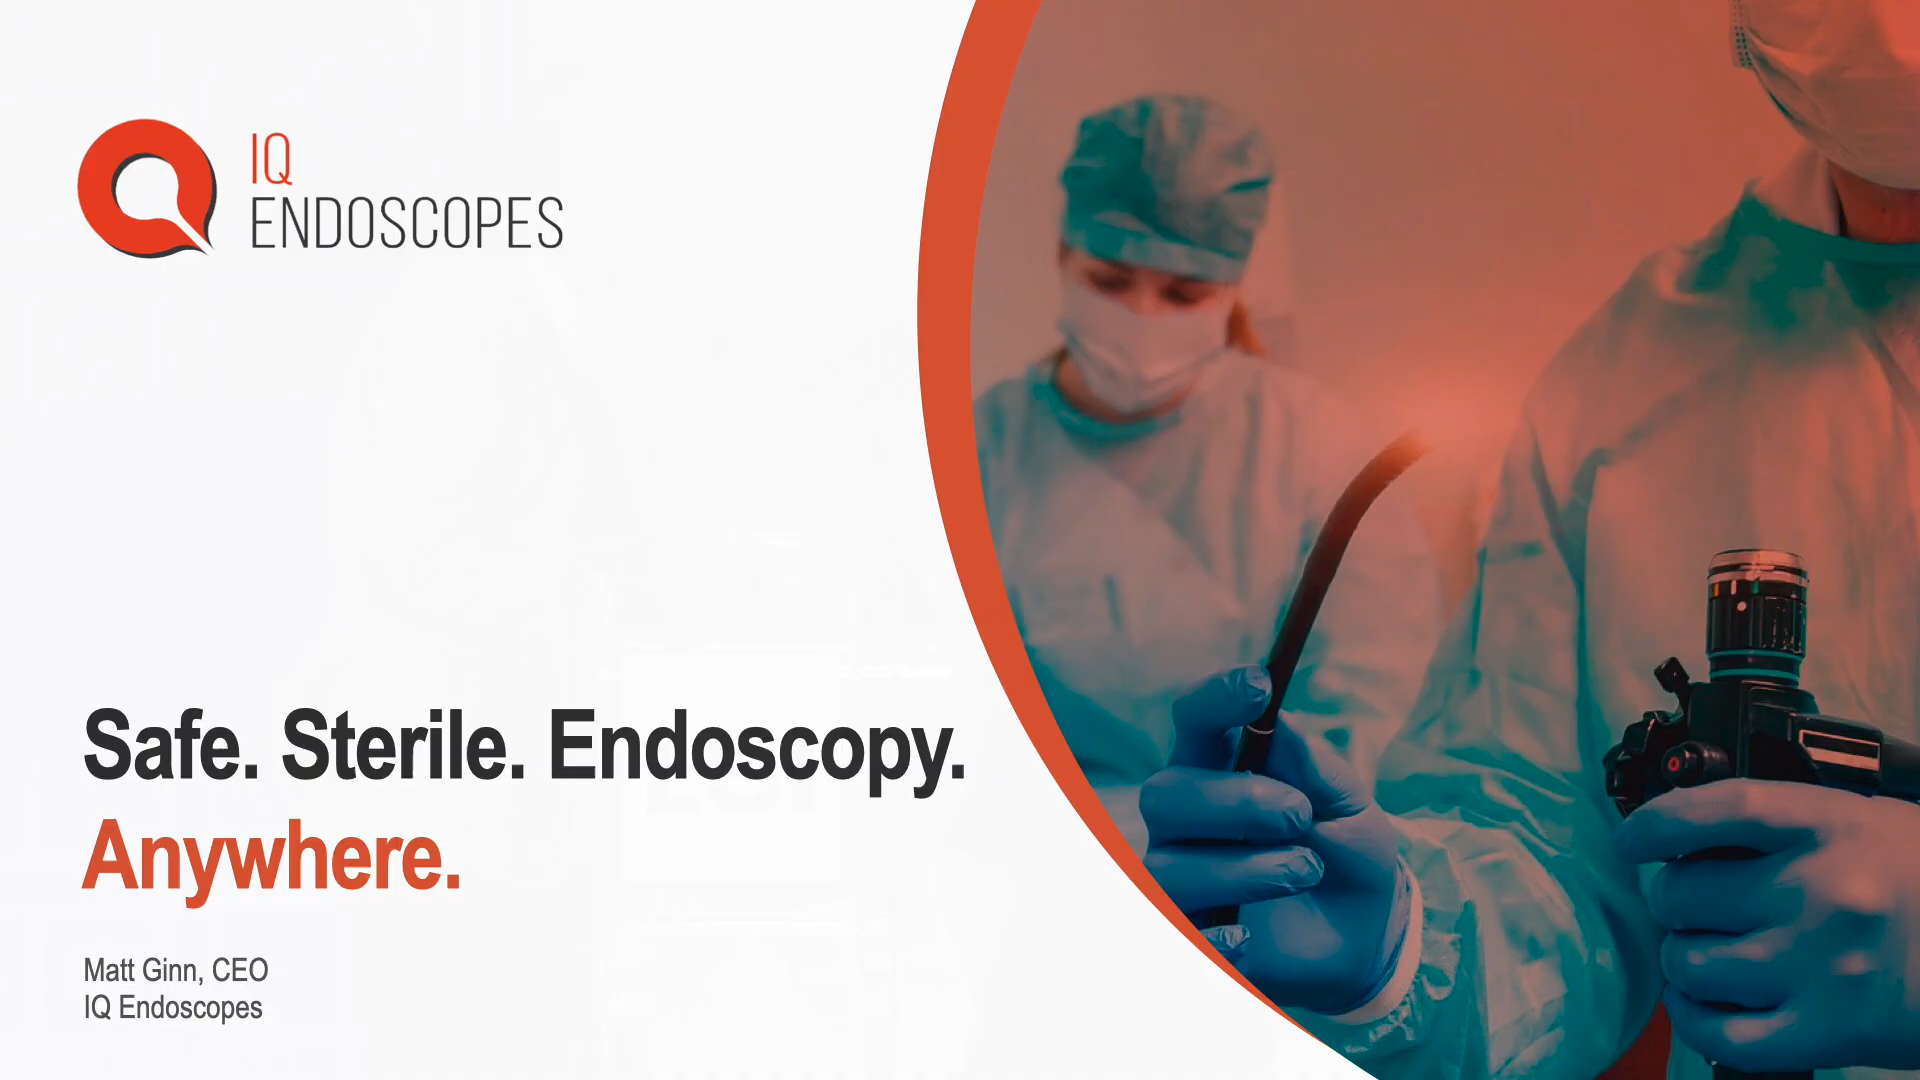 IQ
ENDOSCOPES
Safe. Sterile. Endoscopy.
Anywhere.
Matt Ginn, CEO
IQ Endoscopes